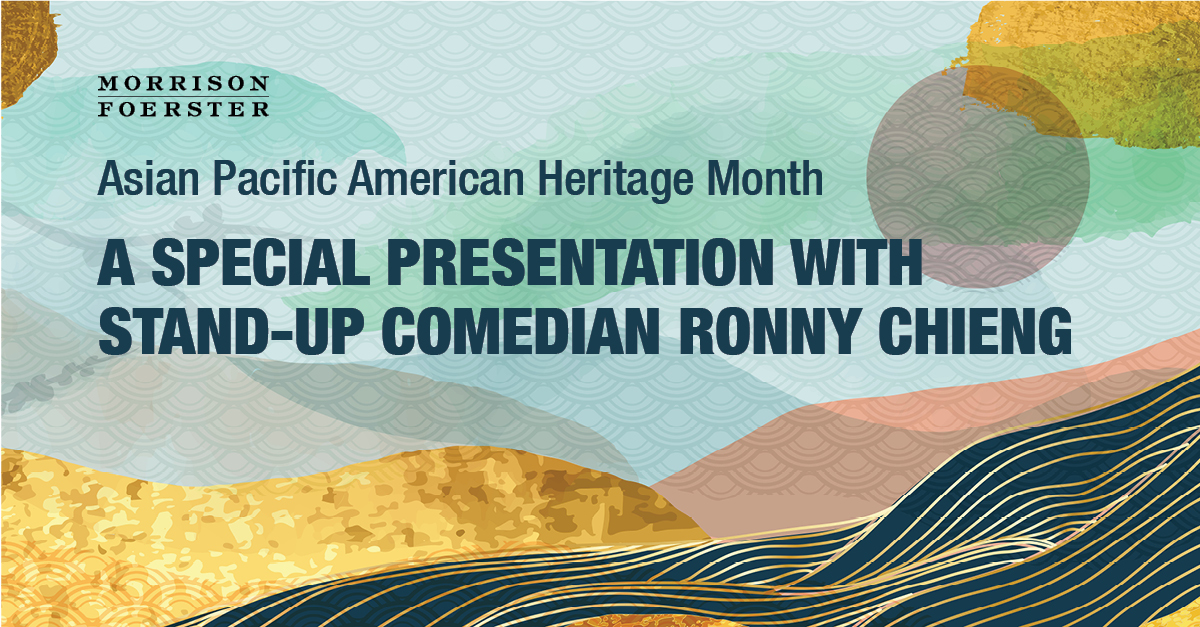 MORRISON
FOERSTER
Asian Pacific American Heritage Month
A SPECIAL PRESENTATION WITH
STAND-UP COMEDIAN RONNY CHIENG